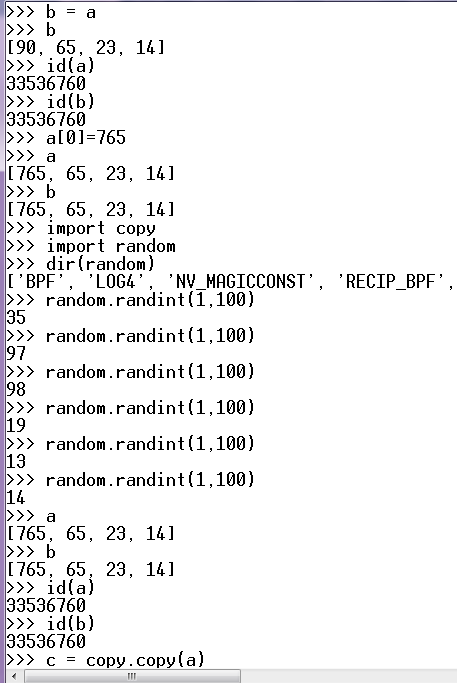 >>> b = a
>>> b
[90, 65, 23, 14]
>>> id(a)
33536760
>>> id(b)
33536760
>>> a[0]=765
>>> a
[765, 65, 23, 14]
>>> b
[765, 65, 23, 14]
>>> import copy
>>> import random
>>> dir(random)
['BPF', 'LOG4', 'NV_MAGICCONST', 'RECIP_BPF',
>>> random.randint(1,100)
35
>>> random.randint(1,100)
97
>>> random.randint(1,100)
98
>>> random.randint(1,100)
19
>>> random.randint(1,100)
13
>>> random.randint(1,100)
14
>>> a
[765, 65, 23, 14]
>>> b
[765, 65, 23, 14]
>>> id(a)
33536760
>>> id(b)
33536760
>>> c = copy.copy(a)